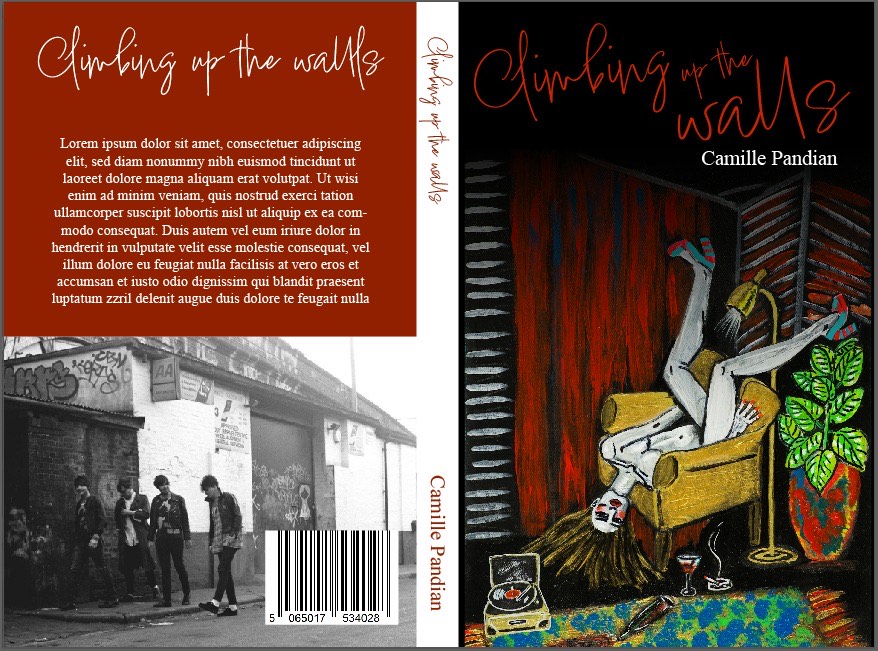 Climbing up the walls
Lorem ipsum dolor sit amet, consectetuer adipiscing
elit, sed diam nonummy nibh euismod tincidunt ut
laoreet dolore magna aliquam erat volutpat. Ut wisi
enim ad minim veniam, quis nostrud exerci tation
ullamcorper suscipit lobortis nisl ut aliquip ex ea com-
modo consequat. Duis autem vel eum iriure dolor in
hendrerit in vulputate velit esse molestie consequat, vel
illum dolore eu feugiat nulla facilisis at vero eros et
accumsan et iusto odio dignissim qui blandit praesent
luptatum zzril delenit augue duis dolore te feugait nulla
AA
5 065017 534028
Climbing up the walls
Camille Pandian
Climbing up the
walls
Camille Pandian